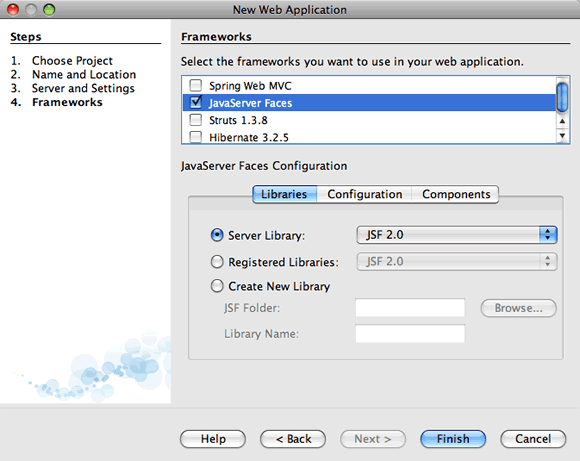 New Web Application
Steps
1. Choose Project
2. Name and Location
3. Server and Settings
4. Frameworks
Frameworks
Select the frameworks you want to use in your web application.
Spring Web MVC
JavaServer Faces
Struts 1.3.8
Hibernate 3.2.5
JavaServer Faces Configuration
Libraries Configuration Components
Server Library: JSF 2.0
Registered Libraries: JSF 2.0
Create New Library
JSF Folder: Browse...
Library Name:
Help < Back Next > Finish Cancel